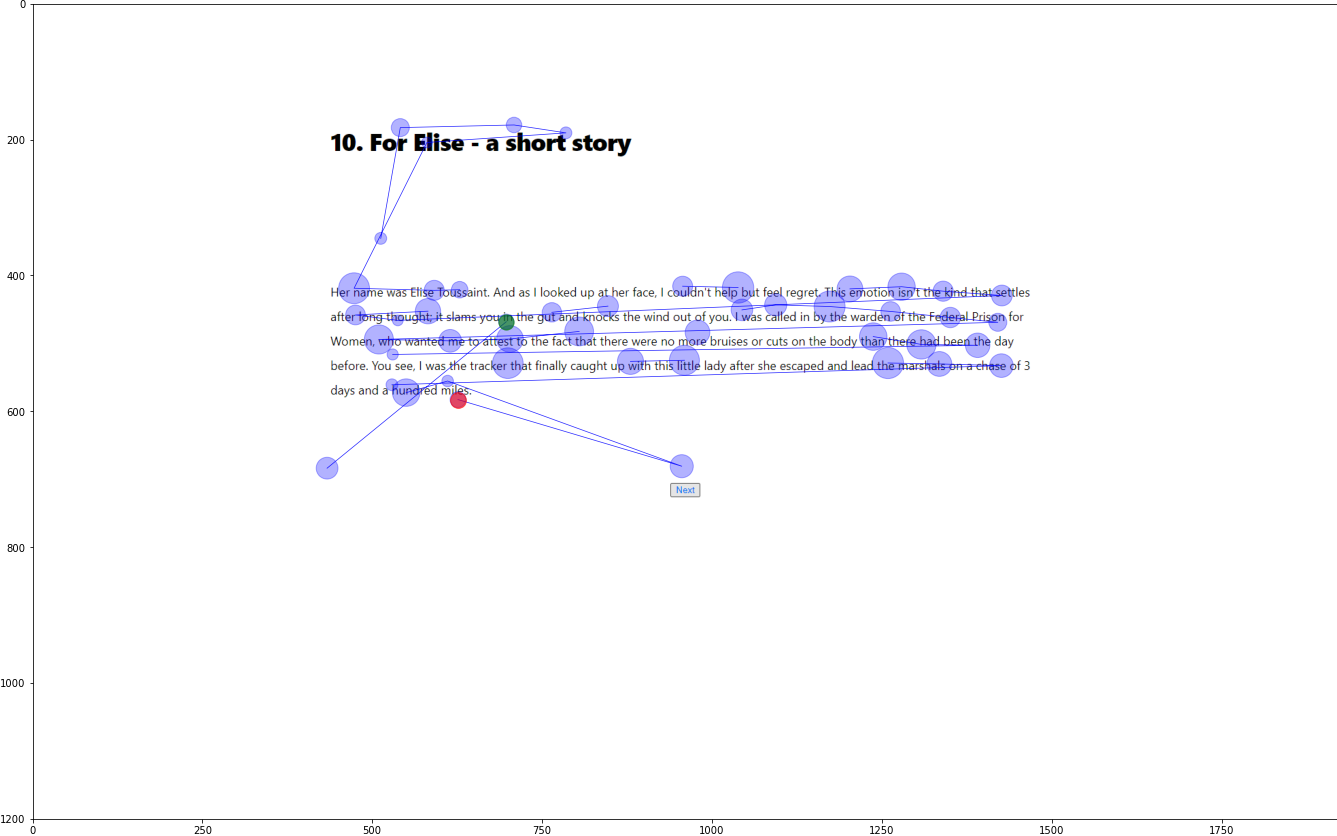 10. For Elise - a short story
Her name was Elise Toussaint. And as I looked up at her face, I couldn't help but feel regret. This emotion isn't the kind that settles
after long thought; it slams you in the gut and knocks the wind out of you. I was called in by the warden of the Federal Prison for
Women, who wanted me to attest to the fact that there were no more bruises or cuts on the body than there had been the day
before. You see, I was the tracker that finally caught up with this little lady after she escaped and lead the marshals on a chase of 3
days and a hundred miles.
Next
0
200
400
600
800
1000
1200
0 250 500 750 1000 1250 1500 1750